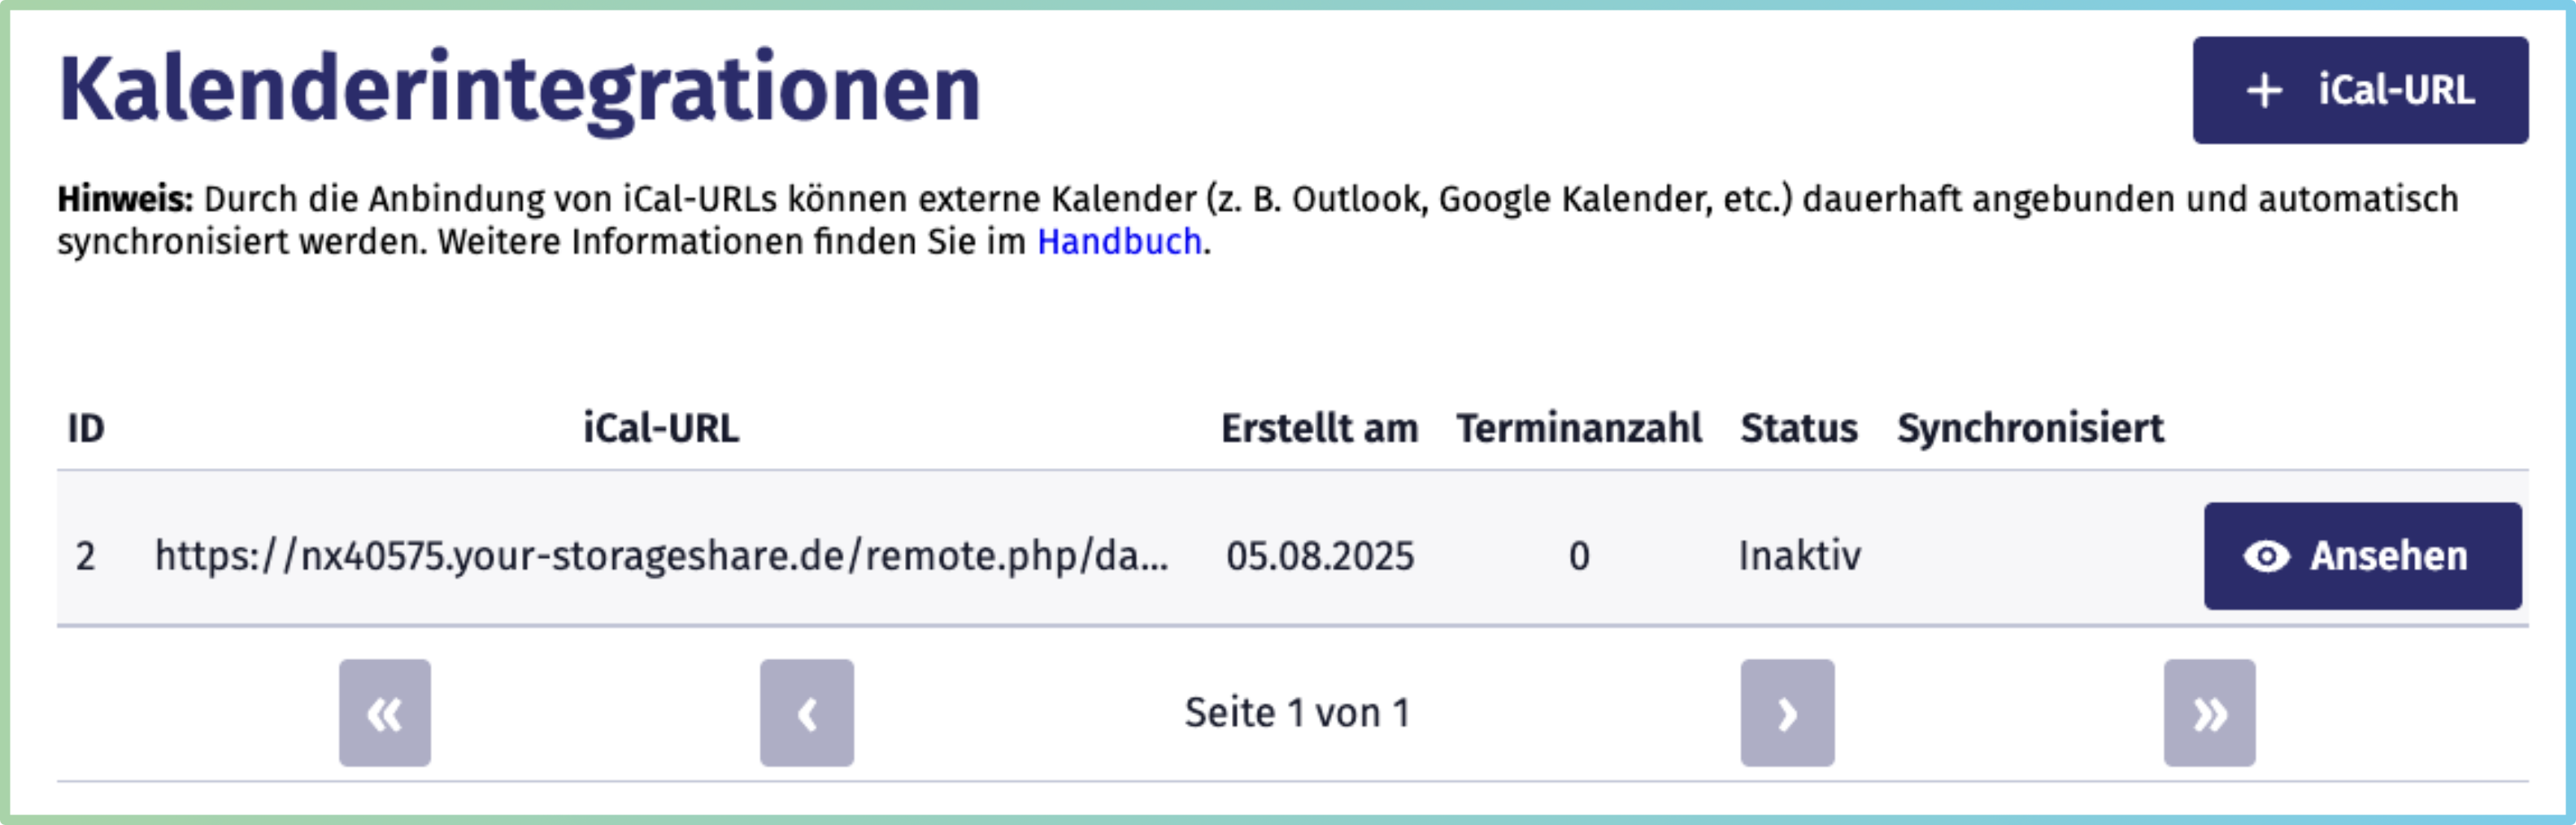 Kalenderintegrationen
+ iCal-URL
Hinweis: Durch die Anbindung von iCal-URLs können externe Kalender (z. B. Outlook, Google Kalender, etc.) dauerhaft angebunden und automatisch
synchronisiert werden. Weitere Informationen finden Sie im Handbuch.
ID iCal-URL Erstellt am Terminanzahl Status Synchronisiert
2 https://nx40575.your-storageshare.de/remote.php/da... 05.08.2025 0 Inaktiv Ansehen
« ‹ Seite 1 von 1 › »